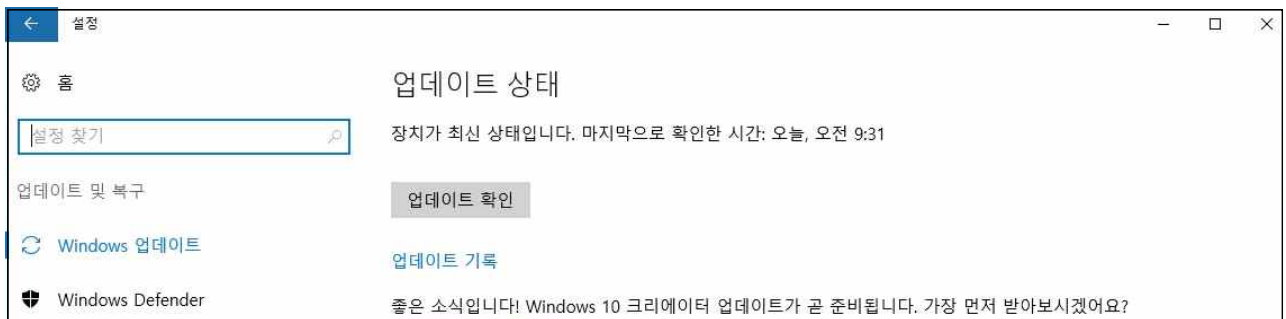 설정
홈
설정 찾기
업데이트 및 복구
Windows 업데이트
Windows Defender
업데이트 상태
장치가 최신 상태입니다. 마지막으로 확인한 시간: 오늘, 오전 9:31
업데이트 확인
업데이트 기록
좋은 소식입니다! Windows 10 크리에이터 업데이트가 곧 준비됩니다. 가장 먼저 받아보시겠어요?